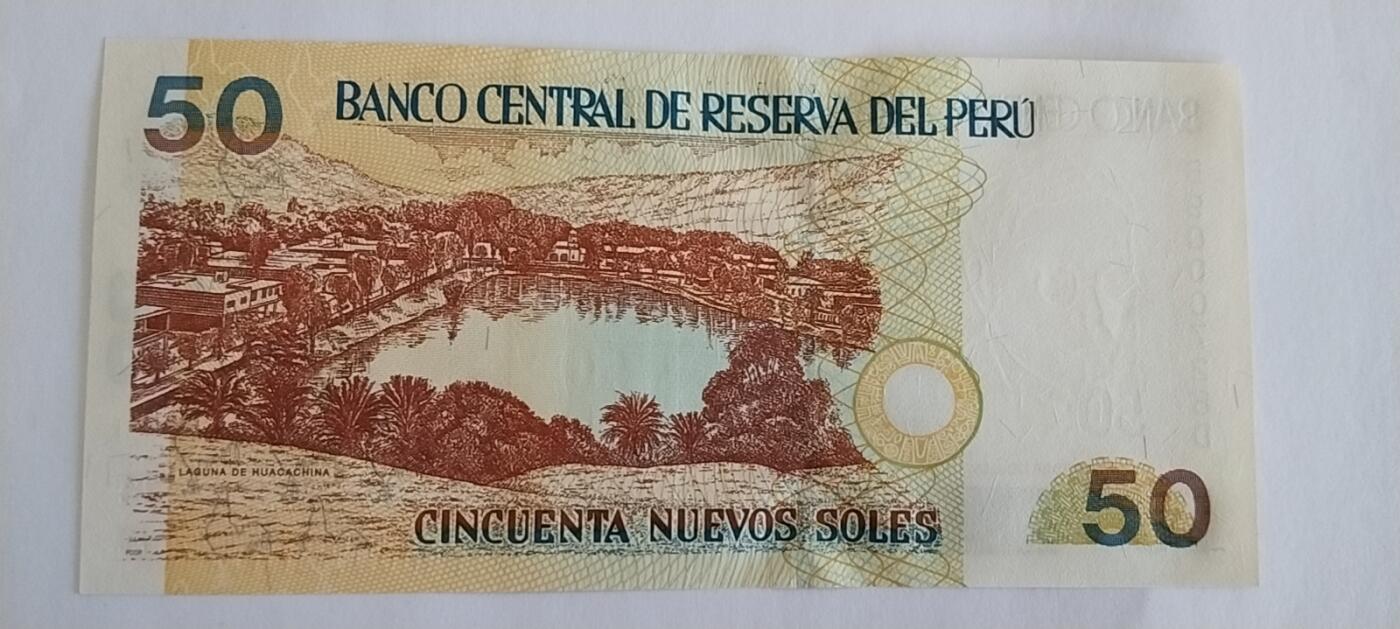 50
BANCO CENTRAL DE RESERVA DEL PERÚ
LAGUNA DE HUACACHINA
CINCUENTA NUEVOS SOLES
50